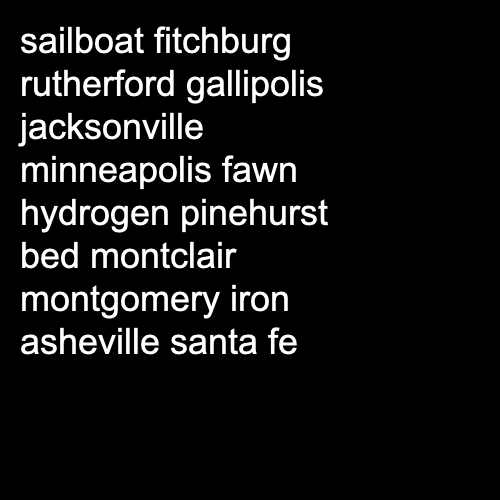 sailboat fitchburg
rutherford gallipolis
jacksonville
minneapolis fawn
hydrogen pinehurst
bed montclair
montgomery iron
asheville santa fe